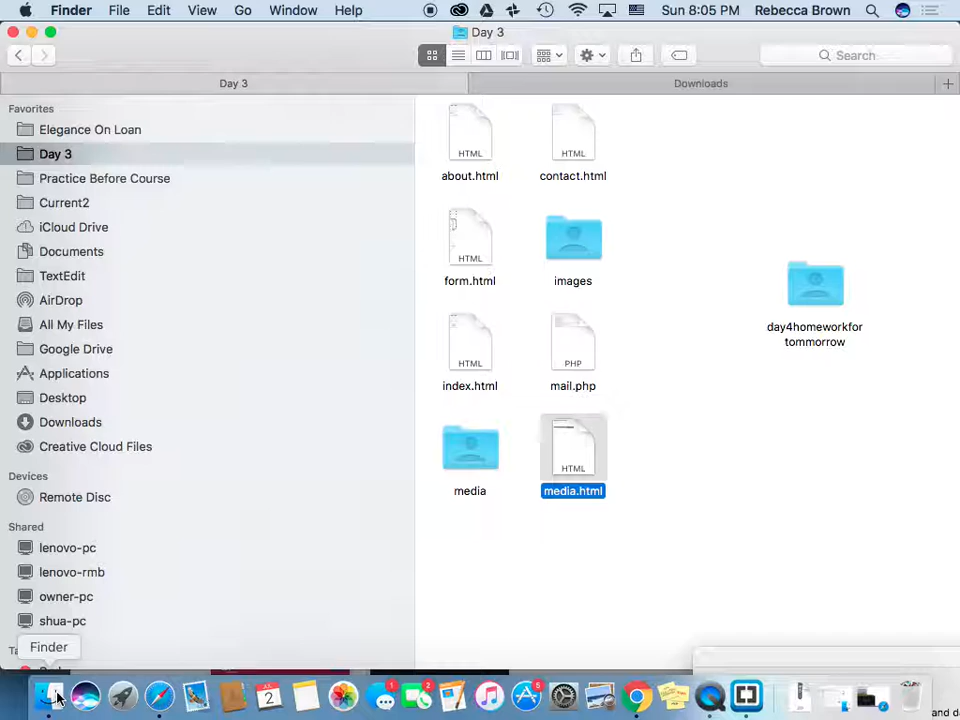 Finder File Edit View Go Window Help Sun 8:05 PM Rebecca Brown
Day 3
Search
Day 3 Downloads
Favorites
Elegance On Loan
Day 3
Practice Before Course
Current2
iCloud Drive
Documents
TextEdit
AirDrop
All My Files
Google Drive
Applications
Desktop
Downloads
Creative Cloud Files
Devices
Remote Disc
Shared
lenovo-pc
lenovo-rmb
owner-pc
shua-pc
HTML HTML
about.html contact.html
HTML
form.html images
day4homeworkfor
tommorrow
HTML PHP
index.html mail.php
HTML
media media.html
Finder
2
2
5
and d